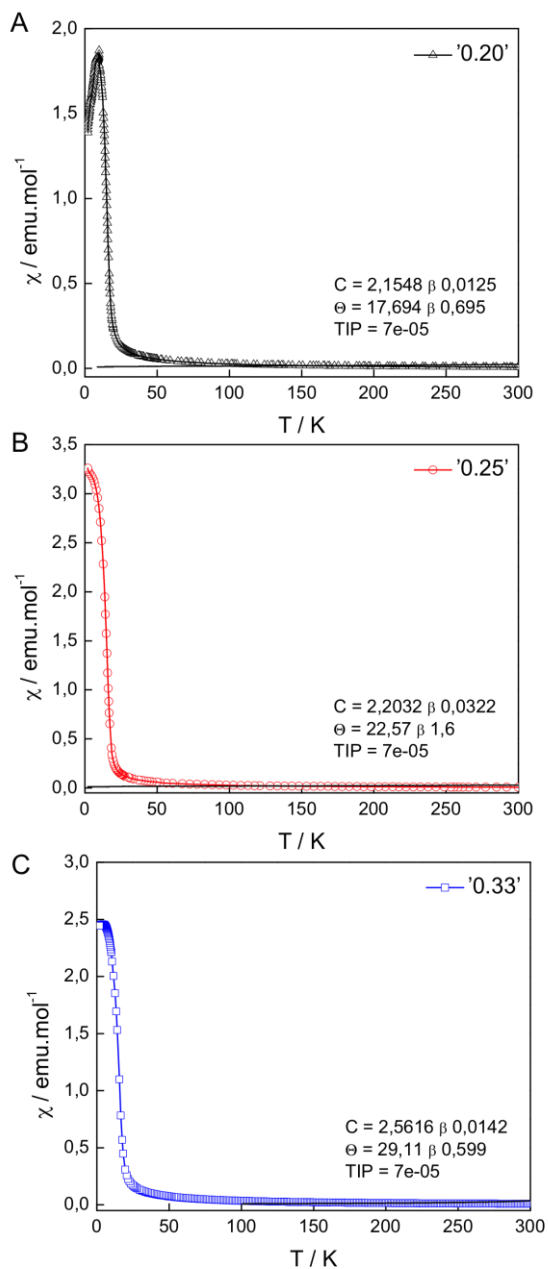 A
2,0
'0.20'
1,5
1,0
χ / emu.mol⁻¹
0,5
C = 2,1548 β 0,0125
Θ = 17,694 β 0,695
TIP = 7e-05
0,0
0 50 100 150 200 250 300
T / K
B
3,5
'0.25'
3,0
2,5
2,0
χ / emu.mol⁻¹
1,5
1,0
C = 2,2032 β 0,0322
0,5
Θ = 22,57 β 1,6
TIP = 7e-05
0,0
0 50 100 150 200 250 300
T / K
C
3,0
'0.33'
2,5
2,0
1,5
χ / emu.mol⁻¹
1,0
C = 2,5616 β 0,0142
0,5
Θ = 29,11 β 0,599
TIP = 7e-05
0,0
0 50 100 150 200 250 300
T / K